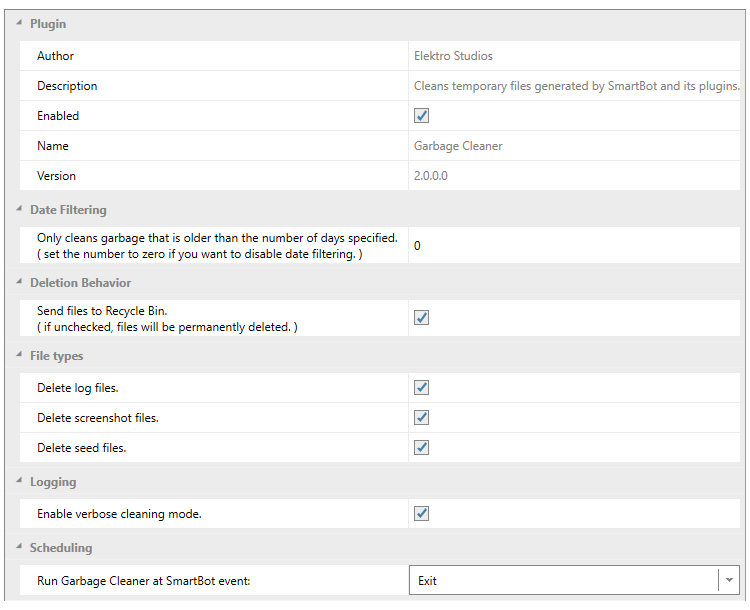 Plugin
Author
Elektro Studios
Description
Cleans temporary files generated by SmartBot and its plugins.
Enabled
Name
Garbage Cleaner
Version
2.0.0.0
Date Filtering
Only cleans garbage that is older than the number of days specified.
( set the number to zero if you want to disable date filtering. )
0
Deletion Behavior
Send files to Recycle Bin.
( if unchecked, files will be permanently deleted. )
File types
Delete log files.
Delete screenshot files.
Delete seed files.
Logging
Enable verbose cleaning mode.
Scheduling
Run Garbage Cleaner at SmartBot event:
Exit